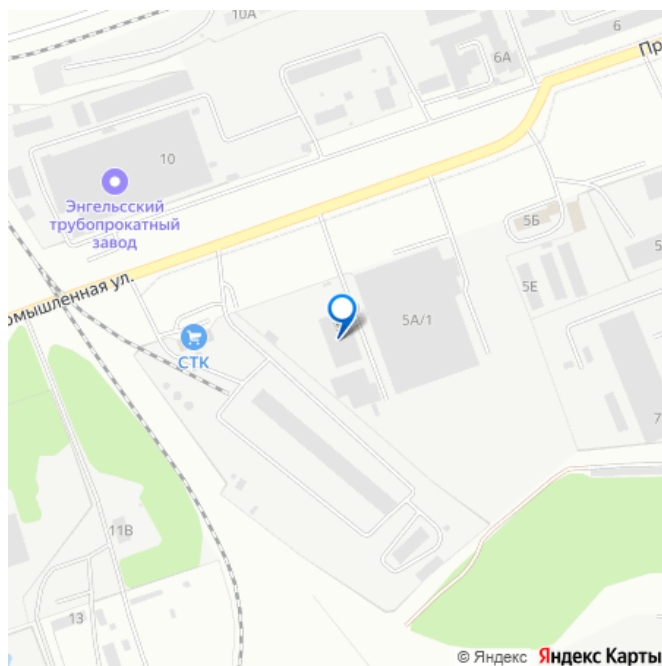 10А
6
6А
Пр
10
Энгельсский
трубопрокатный
завод
5Б
5
омышленная ул.
5Е
5А/1
СТК
7
11В
13
© Яндекс Яндекс Карты